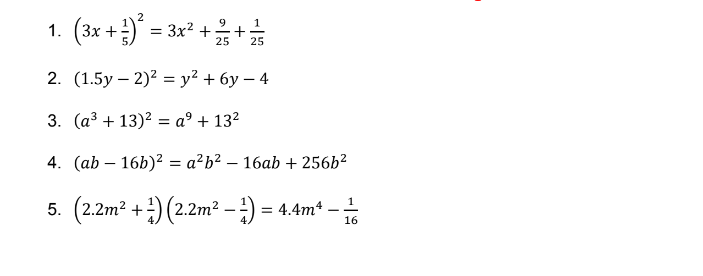 1. (3x + 1/5)² = 3x² + 9/25 + 1/25
2. (1.5y – 2)² = y² + 6y – 4
3. (a³ + 13)² = a⁹ + 13²
4. (ab – 16b)² = a²b² – 16ab + 256b²
5. (2.2m² + 1/4)(2.2m² – 1/4) = 4.4m⁴ – 1/16